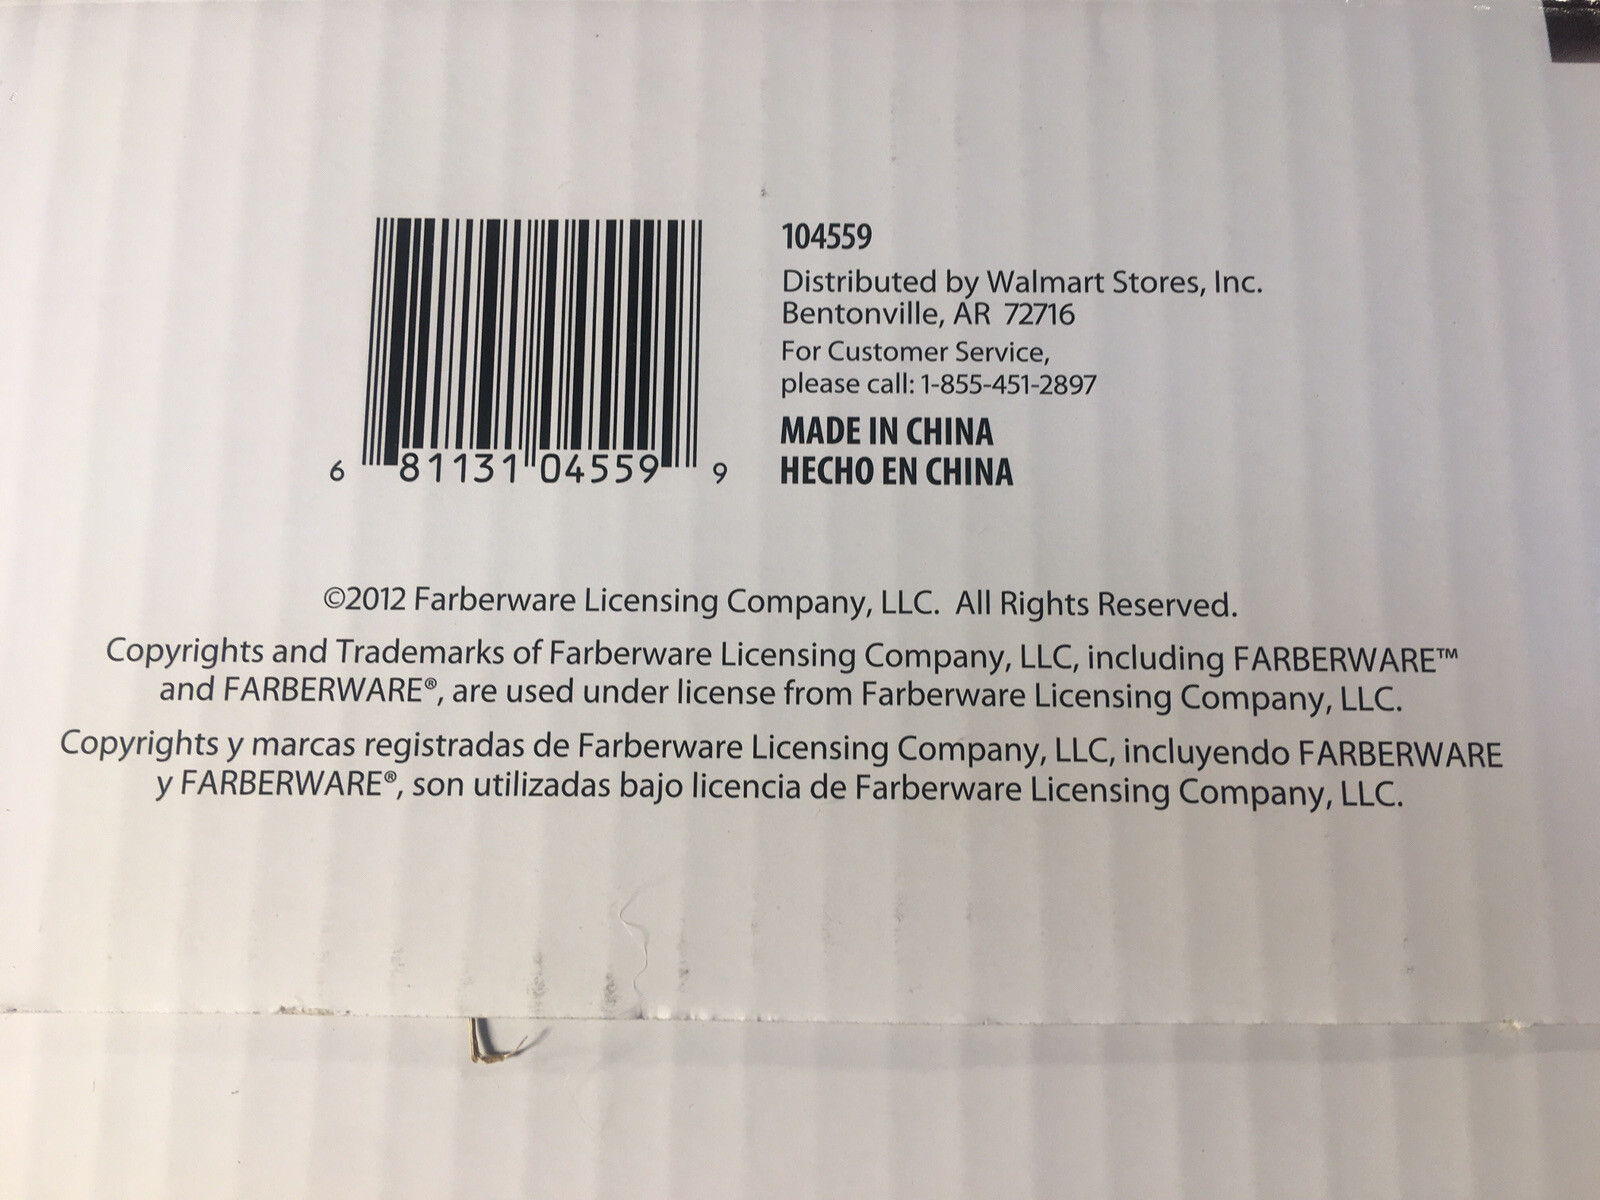 6 81131 04559 9
104559
Distributed by Walmart Stores, Inc.
Bentonville, AR 72716
For Customer Service,
please call: 1-855-451-2897
MADE IN CHINA
HECHO EN CHINA
©2012 Farberware Licensing Company, LLC. All Rights Reserved.
Copyrights and Trademarks of Farberware Licensing Company, LLC, including FARBERWARE™
and FARBERWARE®, are used under license from Farberware Licensing Company, LLC.
Copyrights y marcas registradas de Farberware Licensing Company, LLC, incluyendo FARBERWARE
y FARBERWARE®, son utilizadas bajo licencia de Farberware Licensing Company, LLC.